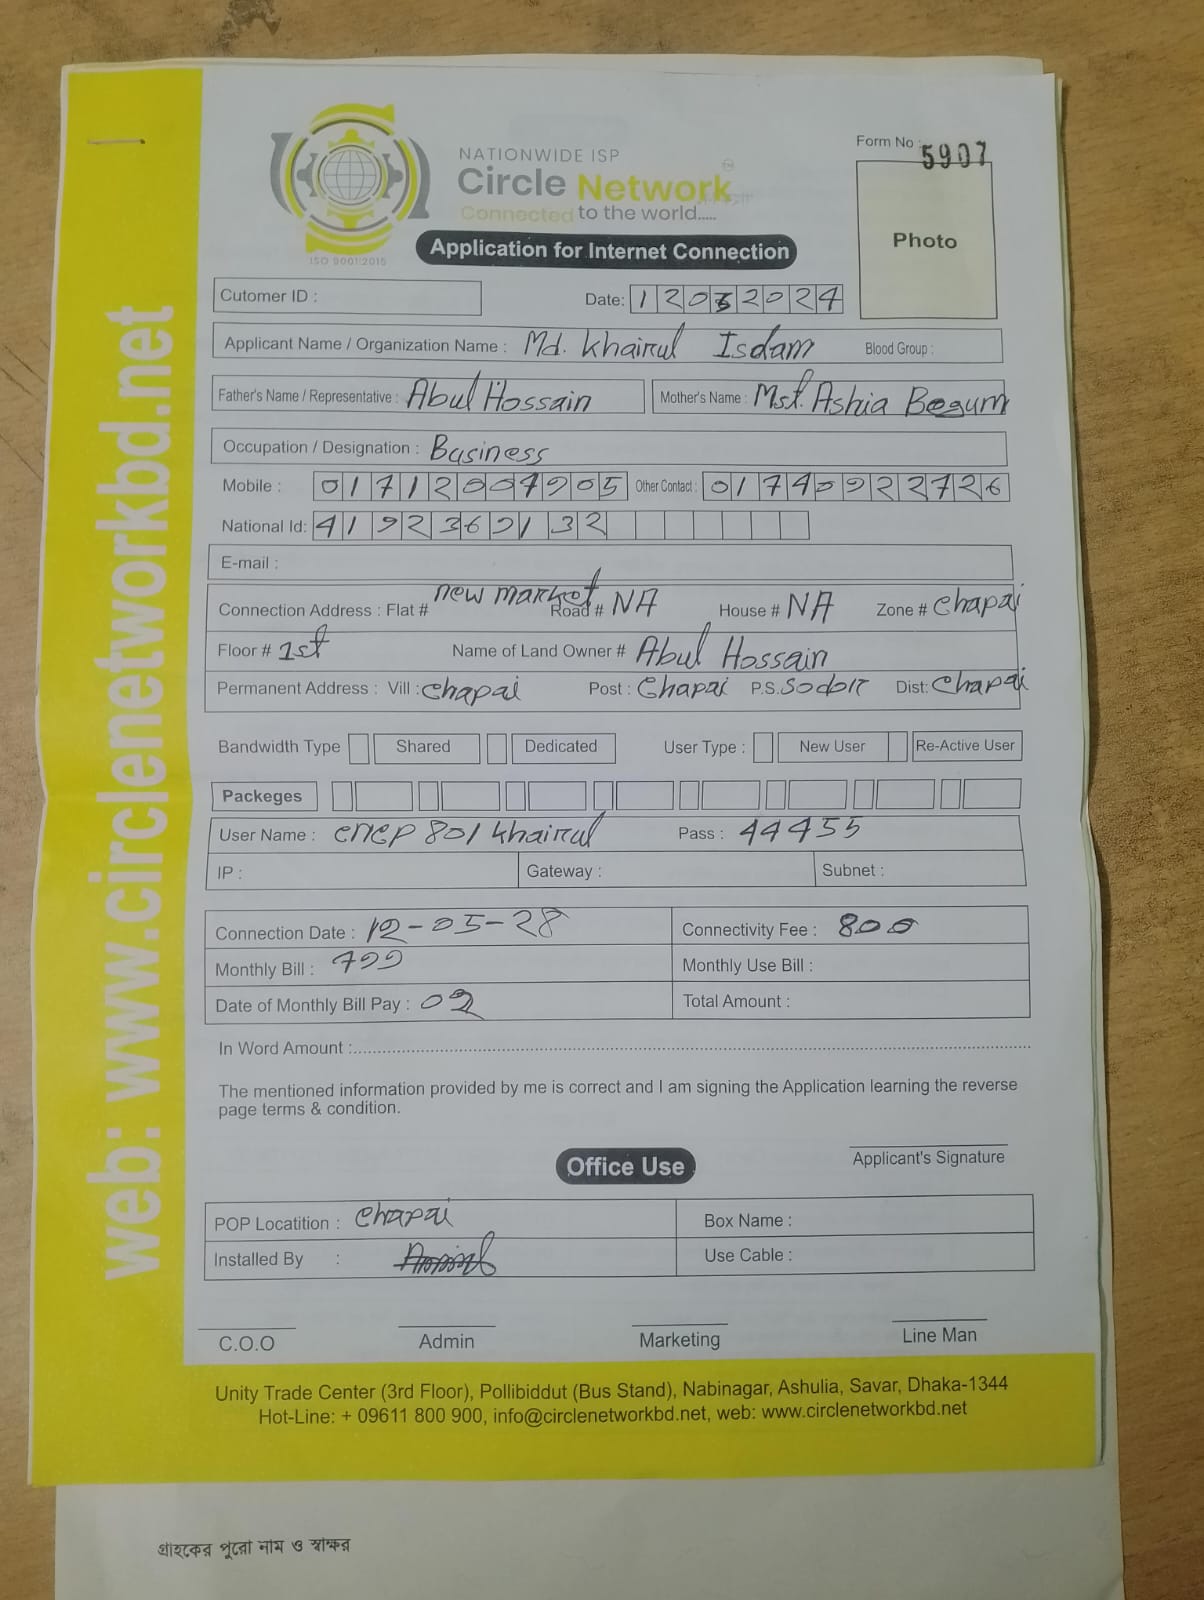 Form No : 5907
NATIONWIDE ISP
Circle Network
Connected to the world.....
ISO 9001:2015
Application for Internet Connection
Photo
Cutomer ID :
Date: 12052024
Applicant Name / Organization Name : Md. Khairul Isdam Blood Group :
Father's Name / Representative : Abul Hossain Mother's Name : Mst. Ashia Begum
Occupation / Designation : Business
Mobile : 01712007905 Other Contact : 01740922726
National Id: 4192369132
E-mail :
Connection Address : Flat # new market Road # NA House # NA Zone # Chapai
Floor # 1st Name of Land Owner # Abul Hossain
Permanent Address : Vill : Chapai Post : Chapai P.S. Sodor Dist: Chapai
Bandwidth Type Shared Dedicated User Type : New User Re-Active User
Packeges
User Name : cncp 801 khairul Pass : 44455
IP : Gateway : Subnet :
Connection Date : 12-05-28 Connectivity Fee : 800
Monthly Bill : 799 Monthly Use Bill :
Date of Monthly Bill Pay : 02 Total Amount :
In Word Amount :
The mentioned information provided by me is correct and I am signing the Application learning the reverse
page terms & condition.
Applicant's Signature
Office Use
POP Locatition : Chapai Box Name :
Installed By : Use Cable :
C.O.O Admin Marketing Line Man
Unity Trade Center (3rd Floor), Pollibiddut (Bus Stand), Nabinagar, Ashulia, Savar, Dhaka-1344
Hot-Line: + 09611 800 900, info@circlenetworkbd.net, web: www.circlenetworkbd.net
web: www.circlenetworkbd.net
গ্রাহকের পুরো নাম ও স্বাক্ষর